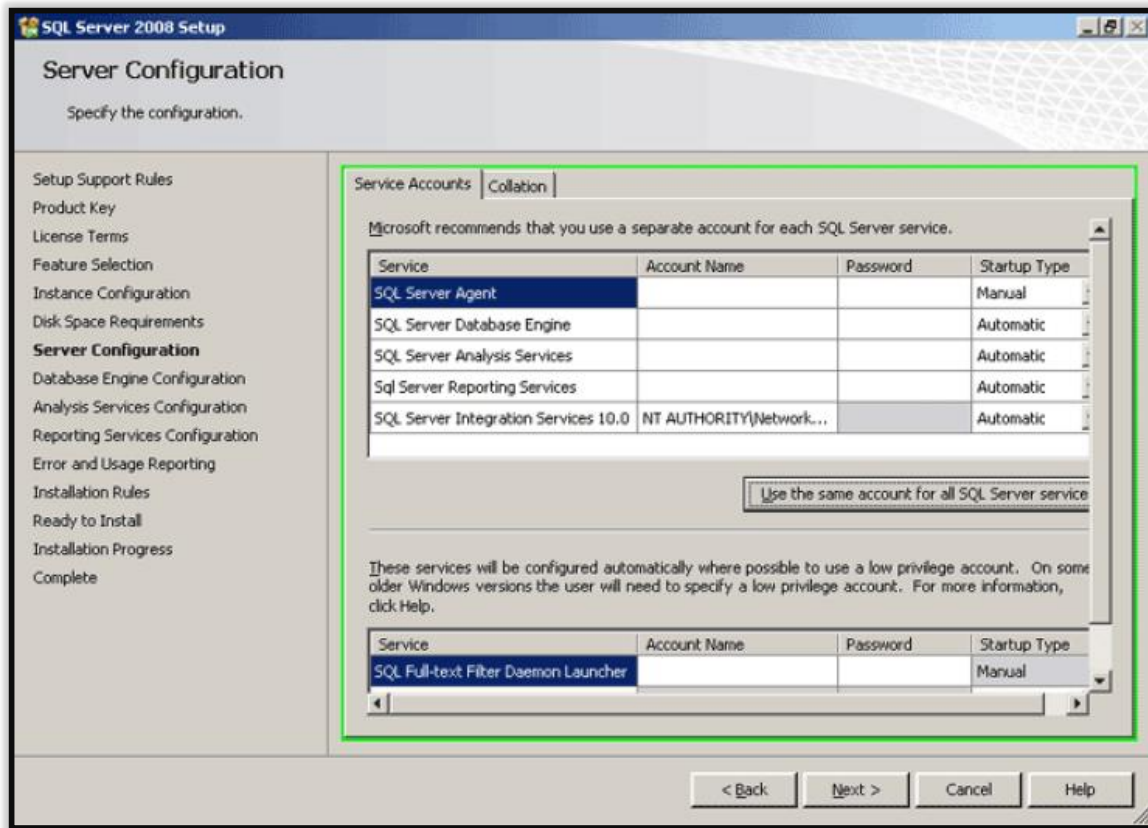 SQL Server 2008 Setup
Server Configuration
Specify the configuration.
Setup Support Rules
Product Key
License Terms
Feature Selection
Instance Configuration
Disk Space Requirements
Server Configuration
Database Engine Configuration
Analysis Services Configuration
Reporting Services Configuration
Error and Usage Reporting
Installation Rules
Ready to Install
Installation Progress
Complete
Service Accounts Collation
Microsoft recommends that you use a separate account for each SQL Server service.
Service Account Name Password Startup Type
SQL Server Agent Manual
SQL Server Database Engine Automatic
SQL Server Analysis Services Automatic
Sql Server Reporting Services Automatic
SQL Server Integration Services 10.0 NT AUTHORITY\Network... Automatic
Use the same account for all SQL Server service
These services will be configured automatically where possible to use a low privilege account. On some
older Windows versions the user will need to specify a low privilege account. For more information,
click Help.
Service Account Name Password Startup Type
SQL Full-text Filter Daemon Launcher Manual
< Back Next > Cancel Help